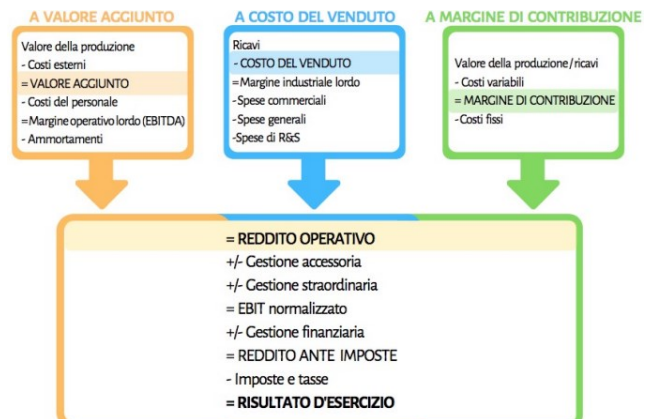 A VALORE AGGIUNTO
Valore della produzione
- Costi esterni
= VALORE AGGIUNTO
- Costi del personale
=Margine operativo lordo (EBITDA)
- Ammortamenti
A COSTO DEL VENDUTO
Ricavi
- COSTO DEL VENDUTO
=Margine industriale lordo
-Spese commerciali
-Spese generali
-Spese di R&S
A MARGINE DI CONTRIBUZIONE
Valore della produzione/ricavi
- Costi variabili
= MARGINE DI CONTRIBUZIONE
-Costi fissi
= REDDITO OPERATIVO
+/- Gestione accessoria
+/- Gestione straordinaria
= EBIT normalizzato
+/- Gestione finanziaria
= REDDITO ANTE IMPOSTE
- Imposte e tasse
= RISULTATO D'ESERCIZIO